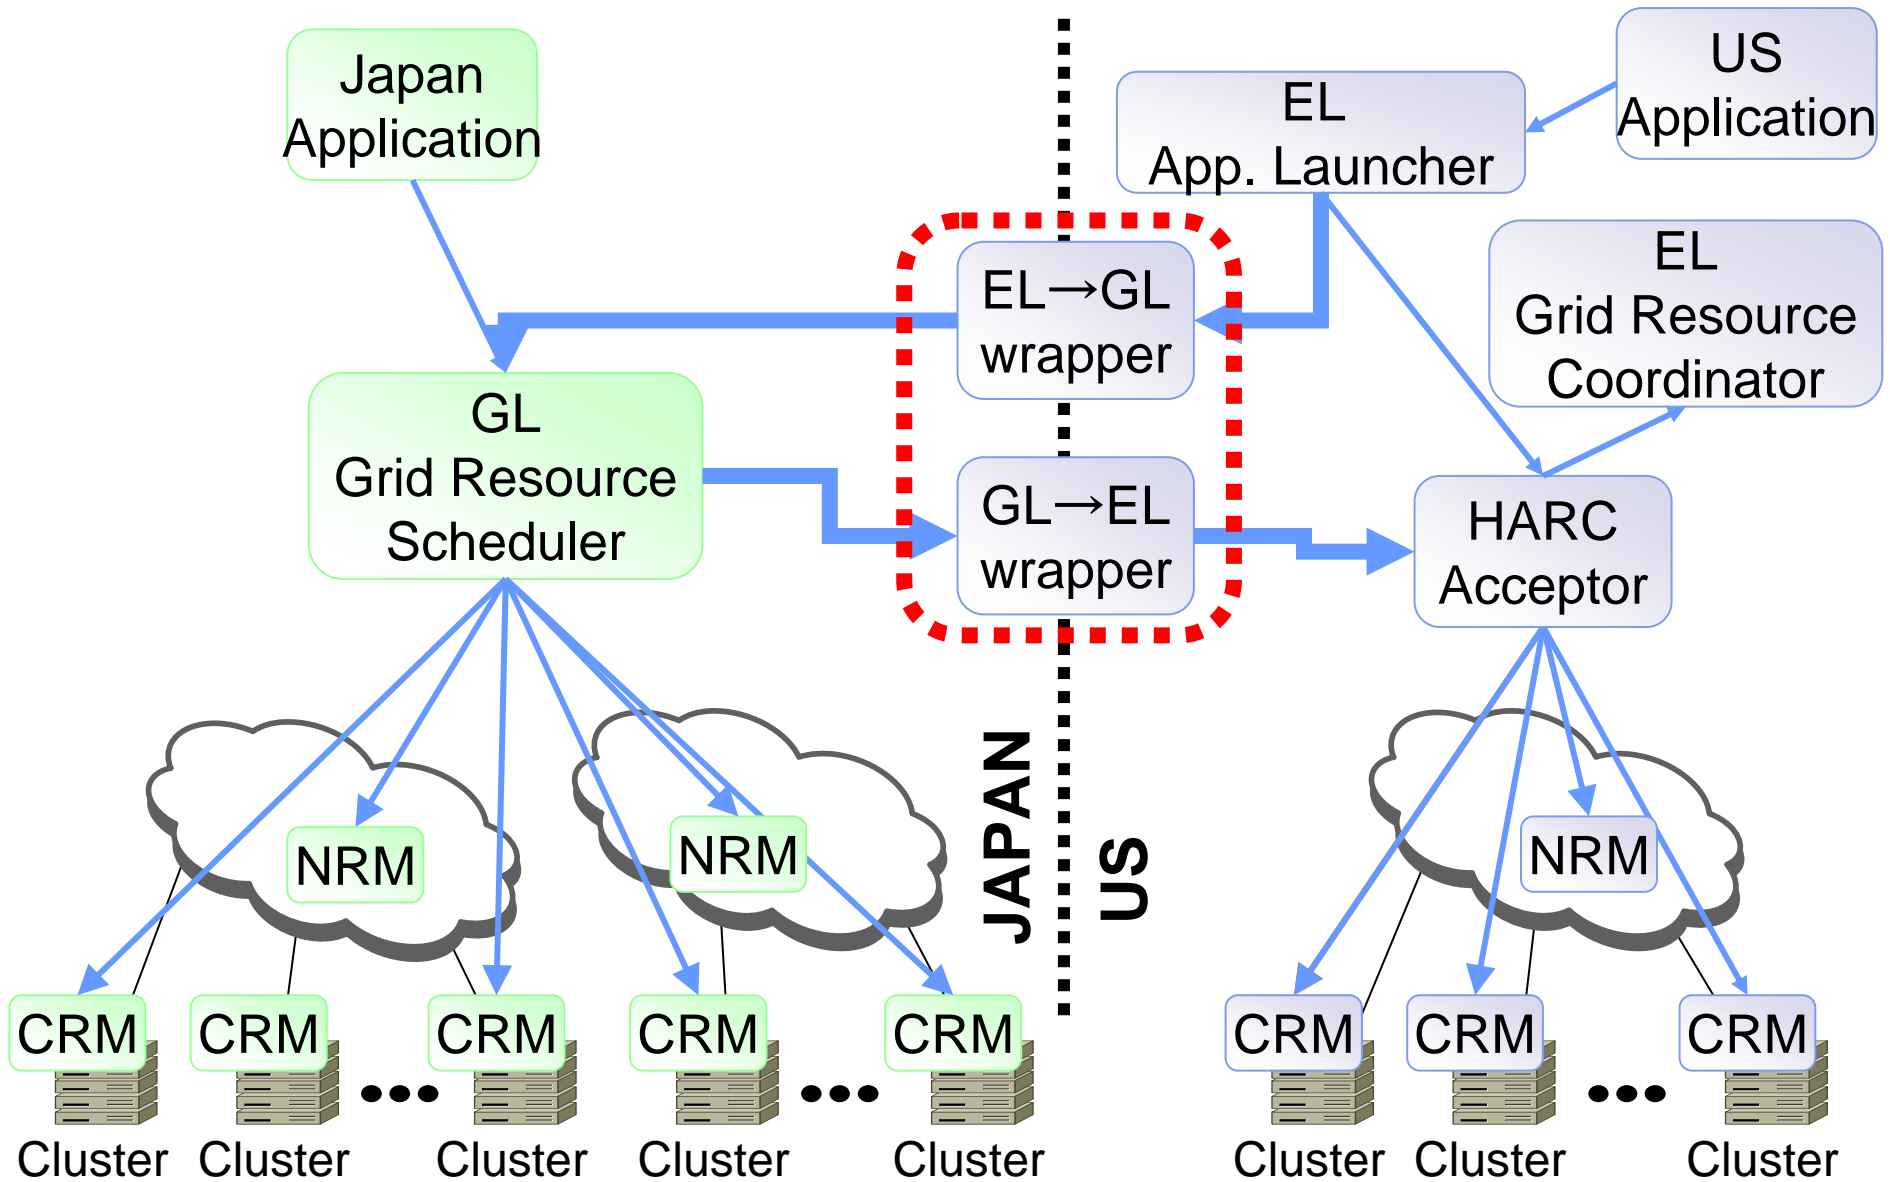 Japan
Application
EL
App. Launcher
US
Application
EL→GL
wrapper
EL
Grid Resource
Coordinator
GL
Grid Resource
Scheduler
GL→EL
wrapper
HARC
Acceptor
JAPAN
US
NRM
NRM
NRM
CRM
CRM
CRM
CRM
CRM
CRM
CRM
CRM
Cluster
Cluster
Cluster
Cluster
Cluster
Cluster
Cluster
Cluster